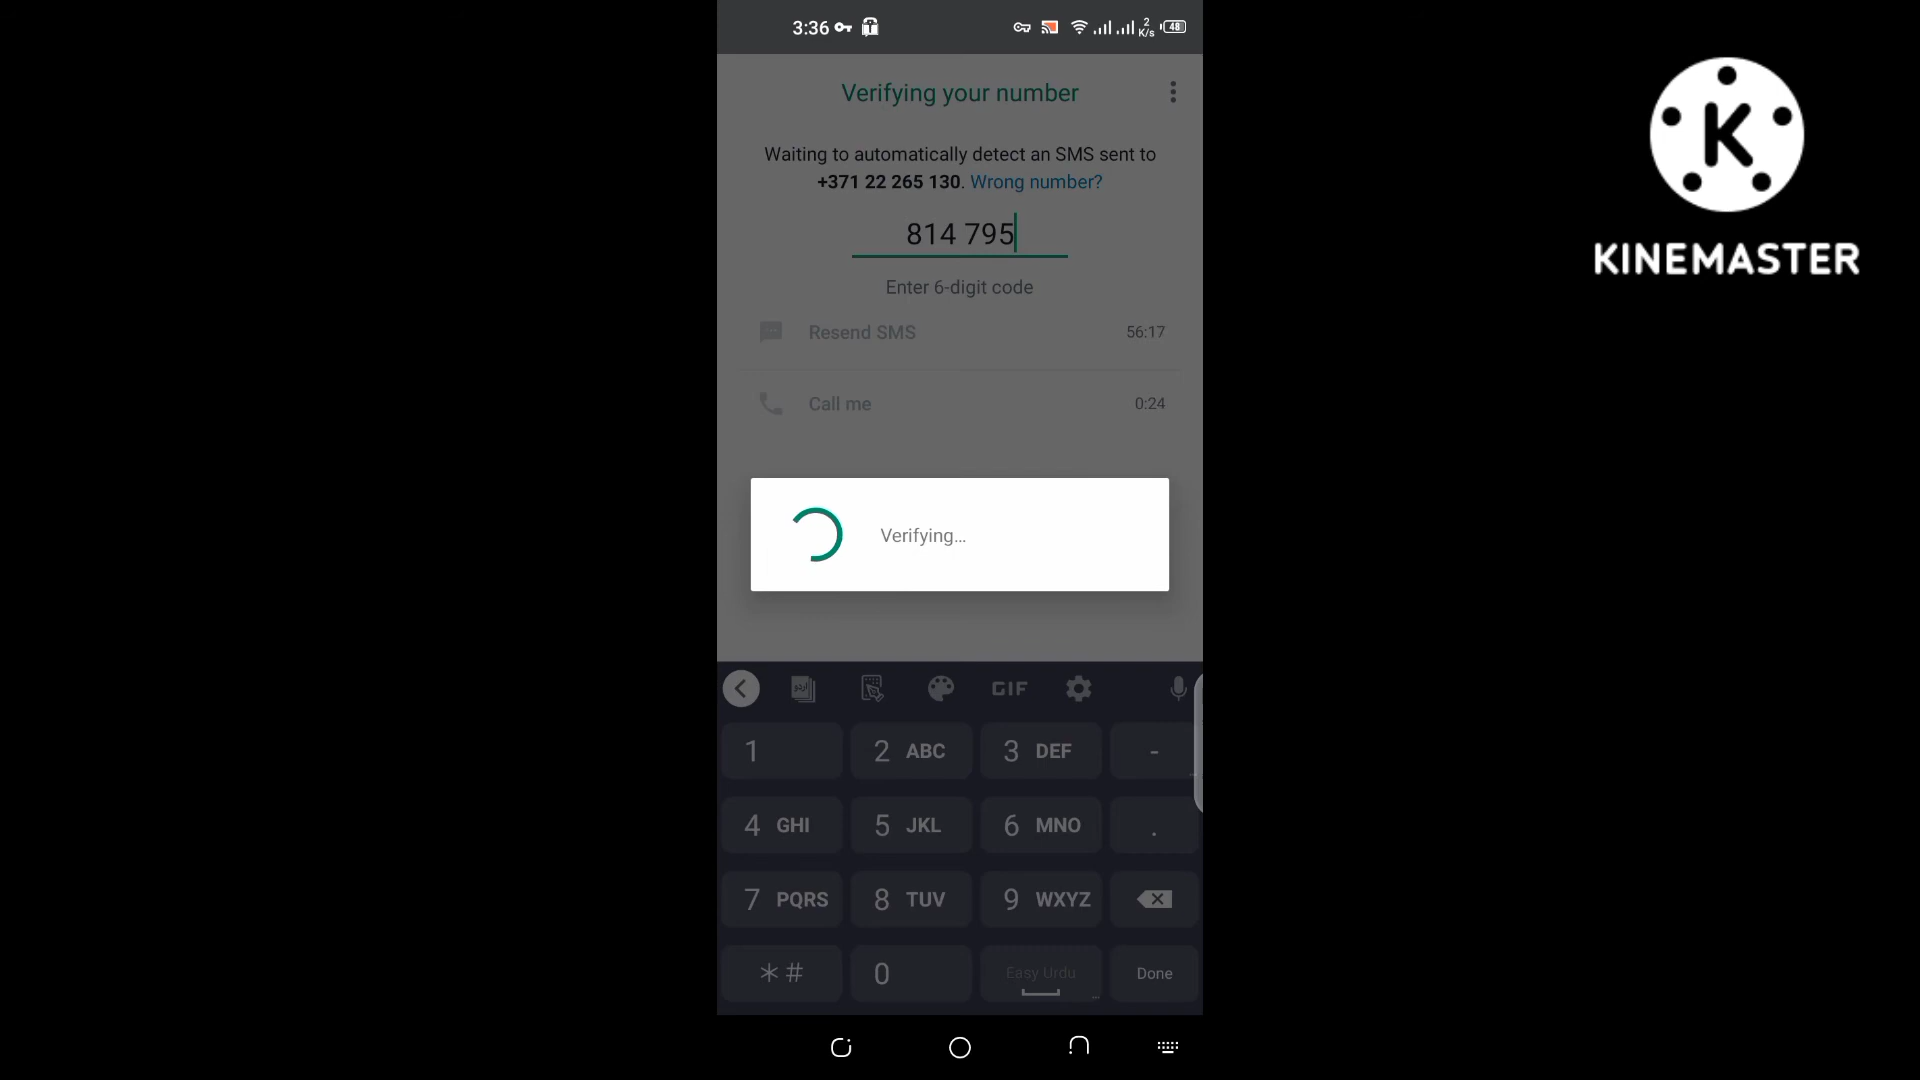 3:36
2
K/s
48
Verifying your number
Waiting to automatically detect an SMS sent to
+371 22 265 130. Wrong number?
814 795
Enter 6-digit code
Resend SMS 56:17
Call me 0:24
Verifying...
GIF
1 2 ABC 3 DEF -
4 GHI 5 JKL 6 MNO .
7 PQRS 8 TUV 9 WXYZ
*# 0 Easy Urdu Done
K
KINEMASTER